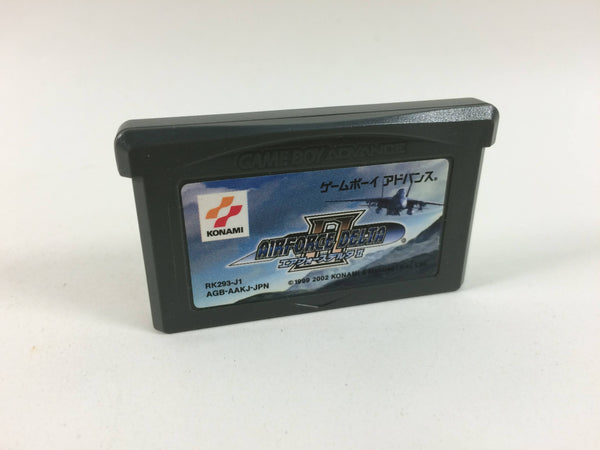 GAME BOY ADVANCE
ゲームボーイ アドバンス®
KONAMI
II
AIRFORCE DELTA
エアフォースデルタII
RK293-J1
AGB-AAKJ-JPN
©1999 2002 KONAMI